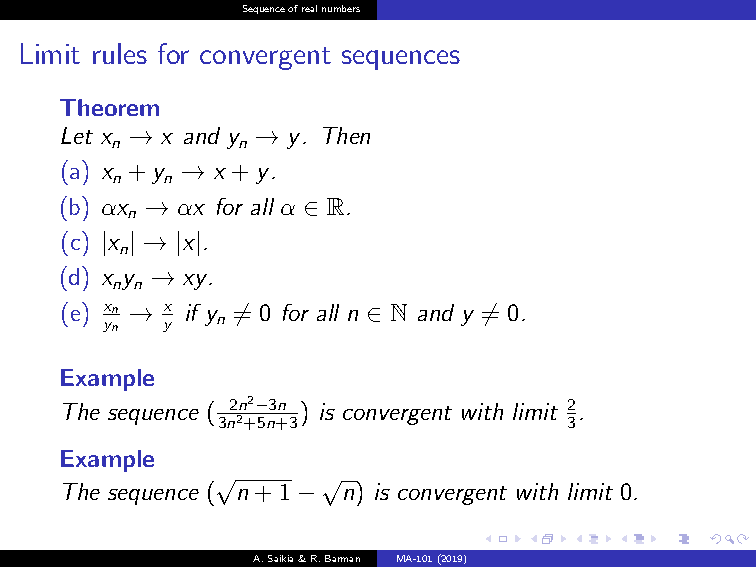 Sequence of real numbers
Limit rules for convergent sequences
Theorem
Let xₙ → x and yₙ → y. Then
(a) xₙ + yₙ → x + y.
(b) αxₙ → αx for all α ∈ ℝ.
(c) |xₙ| → |x|.
(d) xₙyₙ → xy.
(e) xₙ/yₙ → x/y if yₙ ≠ 0 for all n ∈ ℕ and y ≠ 0.
Example
The sequence ( (2n²−3n)/(3n²+5n+3) ) is convergent with limit 2/3.
Example
The sequence (√(n + 1) − √n) is convergent with limit 0.
A. Saikia & R. Barman MA-101 (2019)